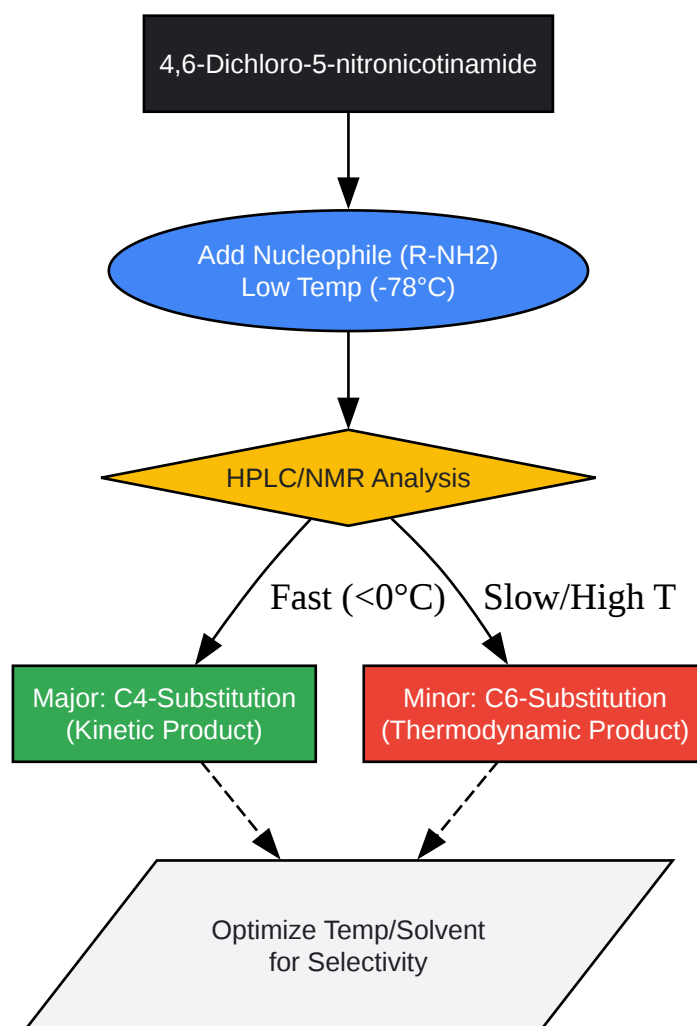 4,6-Dichloro-5-nitronicotinamide
Add Nucleophile (R-NH2)
Low Temp (-78°C)
HPLC/NMR Analysis
Fast (<0°C)
Slow/High T
Major: C4-Substitution
(Kinetic Product)
Minor: C6-Substitution
(Thermodynamic Product)
Optimize Temp/Solvent
for Selectivity